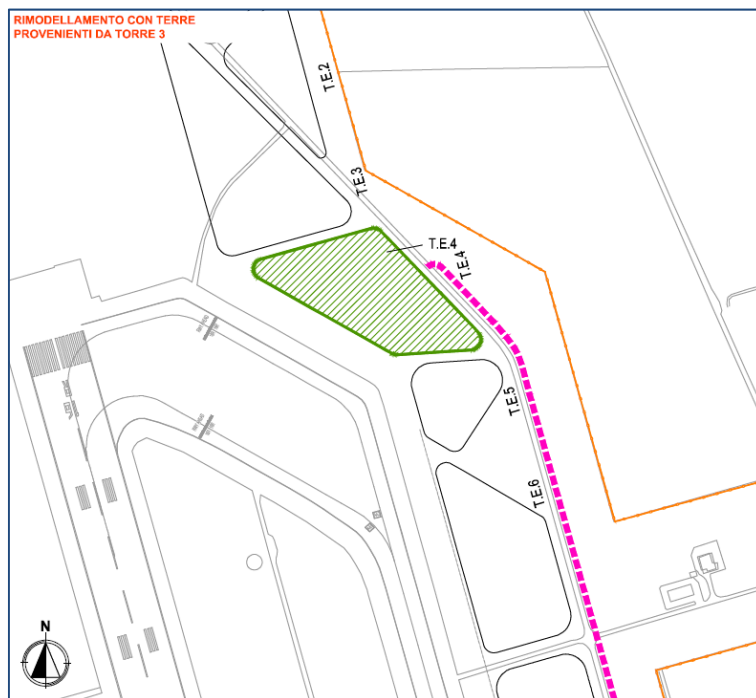 RIMODELLAMENTO CON TERRE
PROVENIENTI DA TORRE 3
T.E.2
T.E.3
T.E.4
T.E.4
T.E.5
T.E.6
N